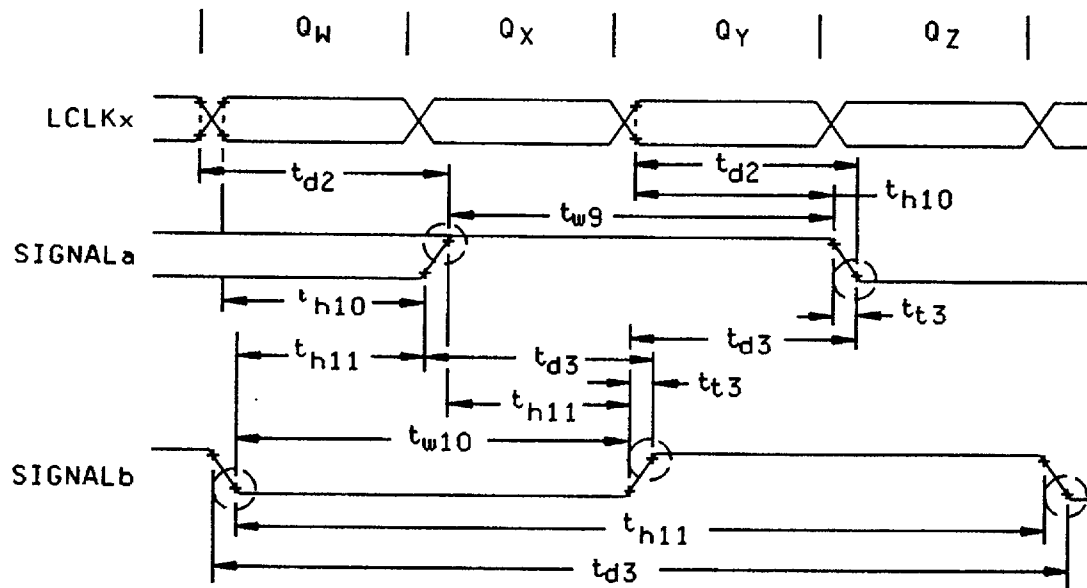 Q_W Q_X Q_Y Q_Z
LCLKx
t_d2 t_d2
t_h10
t_w9
SIGNALa
t_h10 t_t3
t_d3
t_h11 t_d3
t_t3
t_h11
t_w10
SIGNALb
t_h11
t_d3